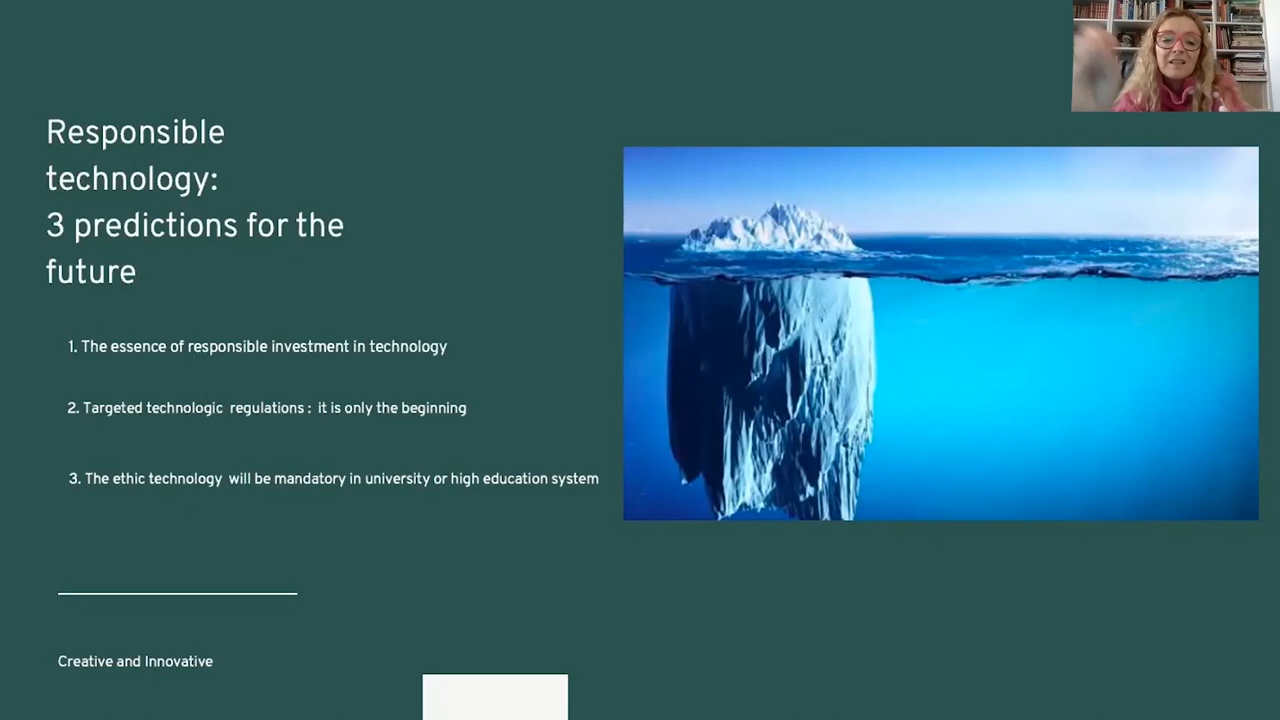 Responsible
technology:
3 predictions for the
future
1. The essence of responsible investment in technology
2. Targeted technologic regulations : it is only the beginning
3. The ethic technology will be mandatory in university or high education system
Creative and Innovative